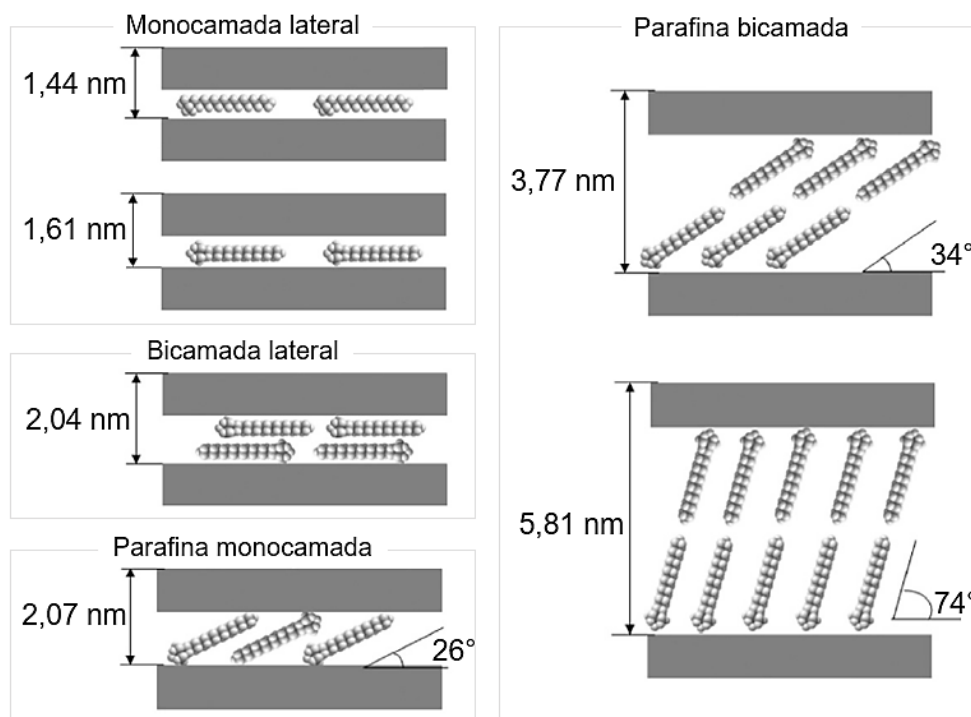 Monocamada lateral
1,44 nm
1,61 nm
Bicamada lateral
2,04 nm
Parafina monocamada
2,07 nm
26°
Parafina bicamada
3,77 nm
34°
5,81 nm
74°